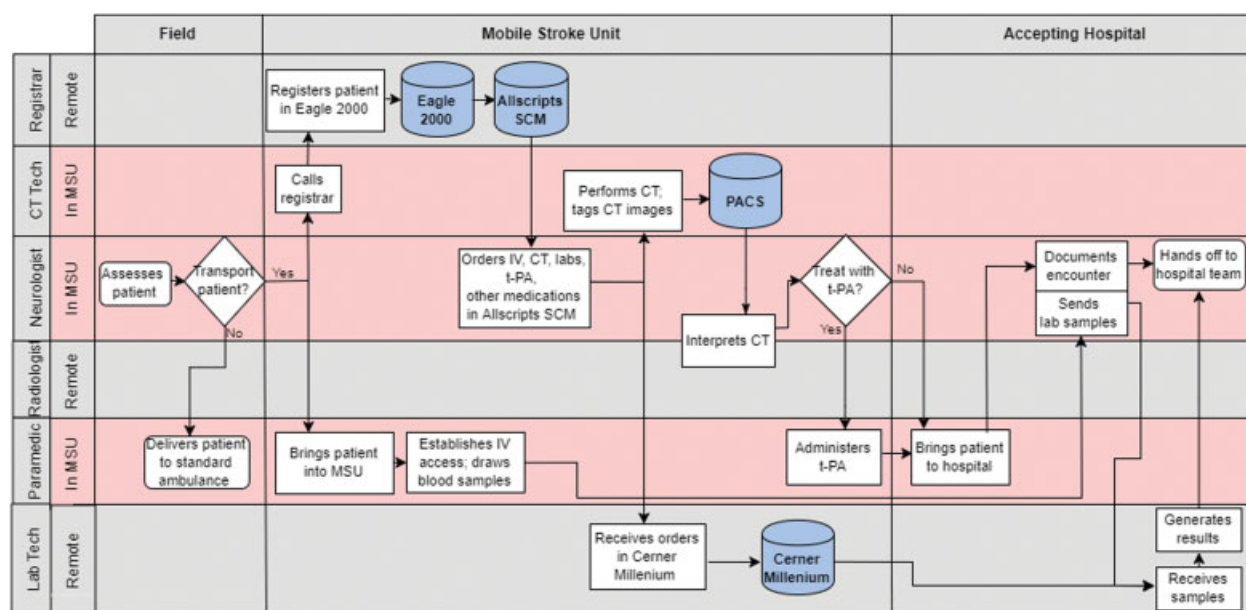 Field
Mobile Stroke Unit
Accepting Hospital
Registrar
Remote
Registers patient
in Eagle 2000
Eagle
2000
Allscripts
SCM
CT Tech
In MSU
Calls
registrar
Performs CT;
tags CT images
PACS
Neurologist
In MSU
Assesses
patient
Transport
patient?
Yes
No
Orders IV, CT, labs,
t-PA,
other medications
in Allscripts SCM
Interprets CT
Treat with
t-PA?
No
Yes
Documents
encounter
Sends
lab samples
Hands off to
hospital team
Radiologist
Remote
Pararmedic
In MSU
Delivers patient
to standard
ambulance
Brings patient
into MSU
Establishes IV
access; draws
blood samples
Administers
t-PA
Brings patient
to hospital
Lab Tech
Remote
Receives orders
in Cerner
Millenium
Cerner
Millenium
Generates
results
Receives
samples